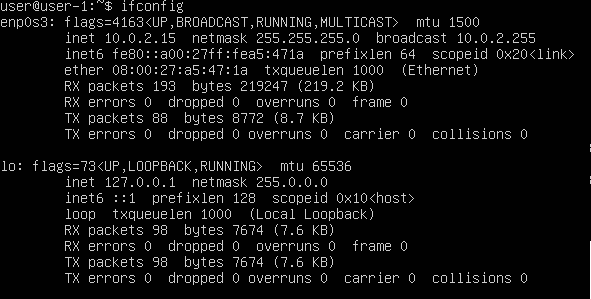 user@user-1:~$ ifconfig
enp0s3: flags=4163<UP,BROADCAST,RUNNING,MULTICAST>  mtu 1500
        inet 10.0.2.15  netmask 255.255.255.0  broadcast 10.0.2.255
        inet6 fe80::a00:27ff:fea5:471a  prefixlen 64  scopeid 0x20<link>
        ether 08:00:27:a5:47:1a  txqueuelen 1000  (Ethernet)
        RX packets 193  bytes 219247 (219.2 KB)
        RX errors 0  dropped 0  overruns 0  frame 0
        TX packets 88  bytes 8772 (8.7 KB)
        TX errors 0  dropped 0 overruns 0  carrier 0  collisions 0

lo: flags=73<UP,LOOPBACK,RUNNING>  mtu 65536
        inet 127.0.0.1  netmask 255.0.0.0
        inet6 ::1  prefixlen 128  scopeid 0x10<host>
        loop  txqueuelen 1000  (Local Loopback)
        RX packets 98  bytes 7674 (7.6 KB)
        RX errors 0  dropped 0  overruns 0  frame 0
        TX packets 98  bytes 7674 (7.6 KB)
        TX errors 0  dropped 0 overruns 0  carrier 0  collisions 0